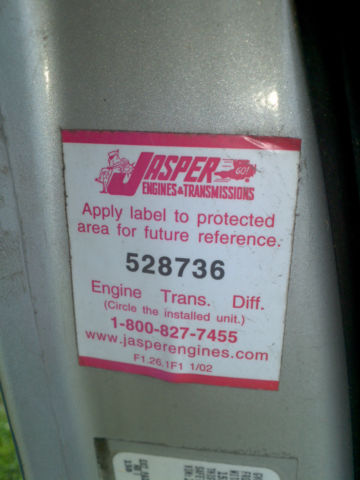 JASPER
GO!
ENGINES & TRANSMISSIONS
Apply label to protected
area for future reference.
528736
Engine Trans. Diff.
(Circle the installed unit.)
1-800-827-7455
www.jasperengines.com
F1.26.1F1 1/02